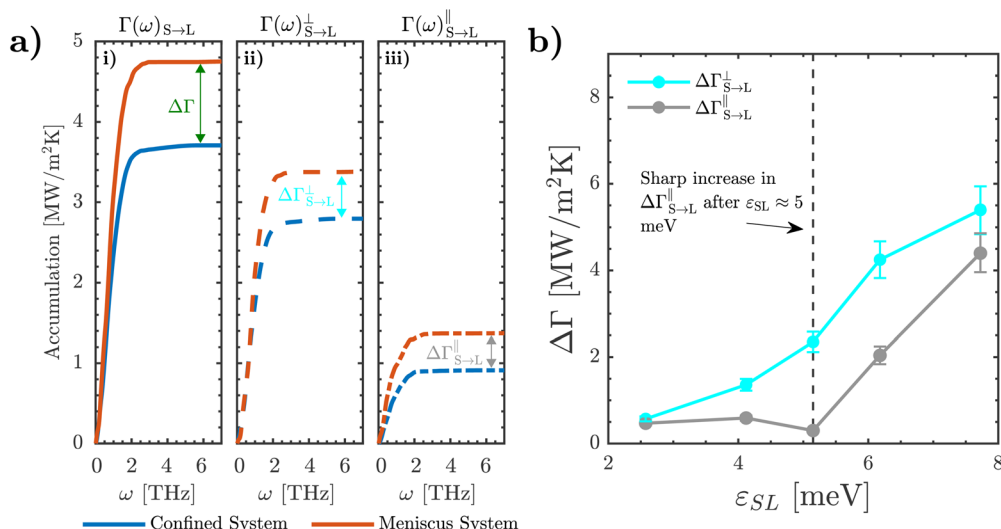 a)
Γ(ω)S→L
Γ(ω)⊥S→L
Γ(ω)∥S→L
i)
ii)
iii)
ΔΓ
ΔΓ⊥S→L
ΔΓ∥S→L
Accumulation [MW/m²K]
5
4
3
2
1
0
0 2 4 6
0 2 4 6
0 2 4 6
ω [THz]
ω [THz]
ω [THz]
Confined System
Meniscus System
b)
ΔΓ⊥S→L
ΔΓ∥S→L
Sharp increase in
ΔΓ∥S→L after εSL ≈ 5
meV
ΔΓ [MW/m²K]
8
6
4
2
0
2 4 6 8
εSL [meV]